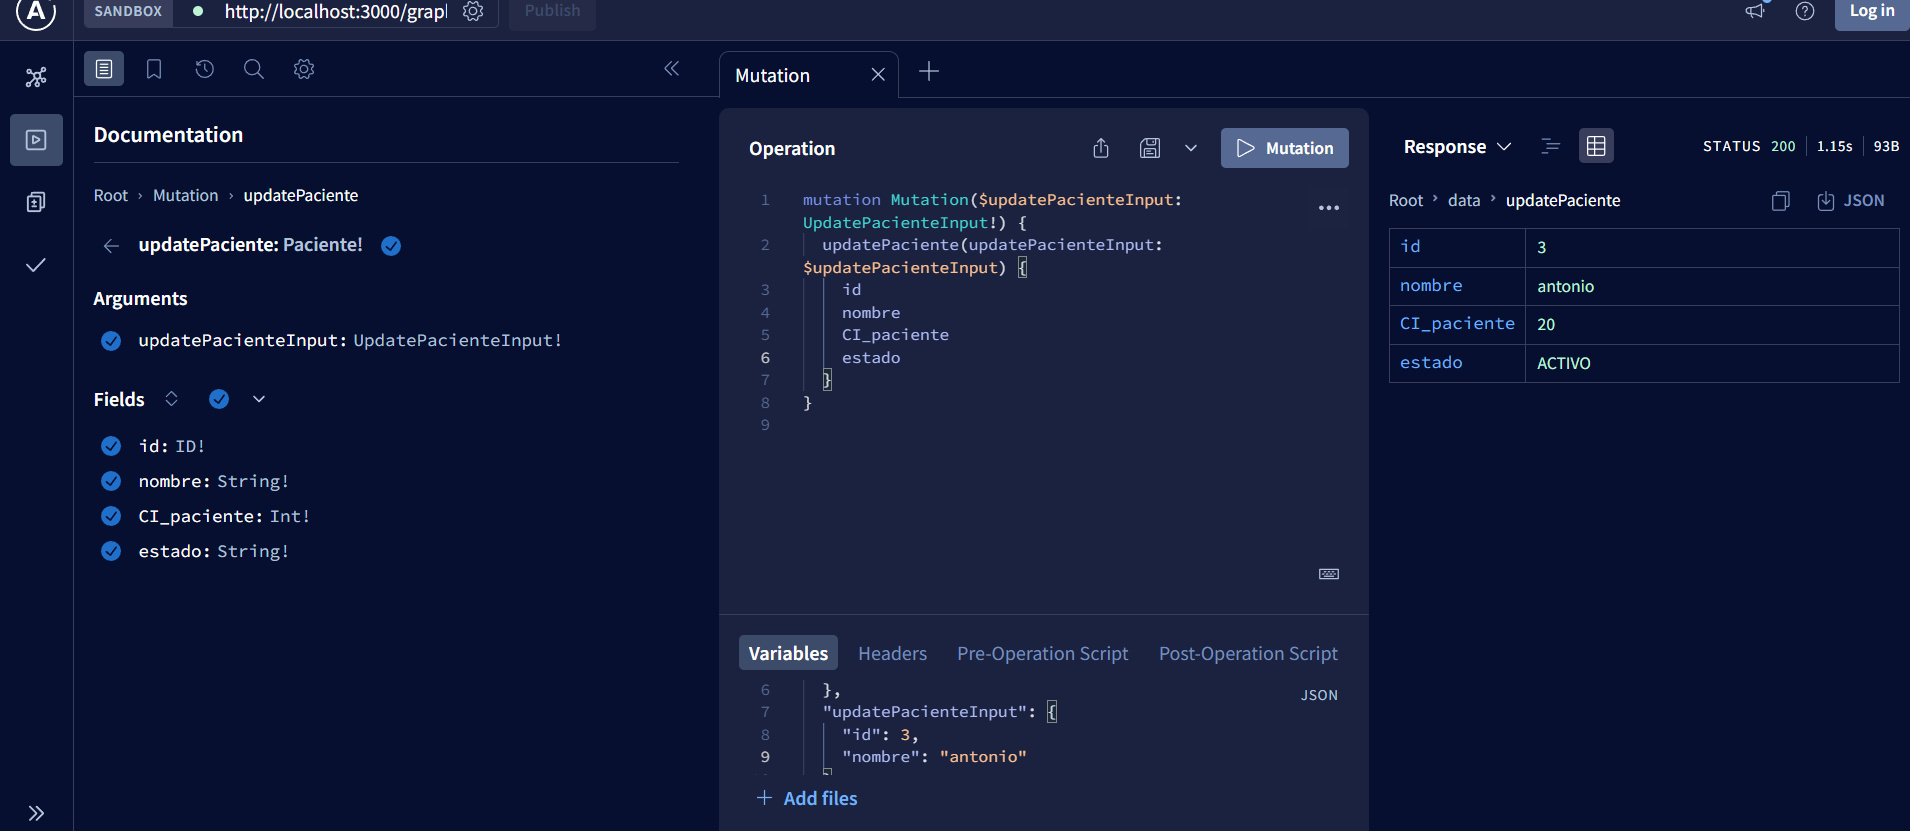 A SANDBOX http://localhost:3000/grap Publish Log in
Documentation
Root › Mutation › updatePaciente
updatePaciente: Paciente!
Arguments
updatePacienteInput: UpdatePacienteInput!
Fields
id: ID!
nombre: String!
CI_paciente: Int!
estado: String!
Mutation
Operation
Mutation
1 mutation Mutation($updatePacienteInput:
UpdatePacienteInput!) {
2 updatePaciente(updatePacienteInput:
$updatePacienteInput) {
3 id
4 nombre
5 CI_paciente
6 estado
7 }
8 }
9
Variables Headers Pre-Operation Script Post-Operation Script
JSON
6 },
7 "updatePacienteInput": {
8 "id": 3,
9 "nombre": "antonio"
Add files
Response STATUS 200 1.15s 93B
Root › data › updatePaciente JSON
id 3
nombre antonio
CI_paciente 20
estado ACTIVO